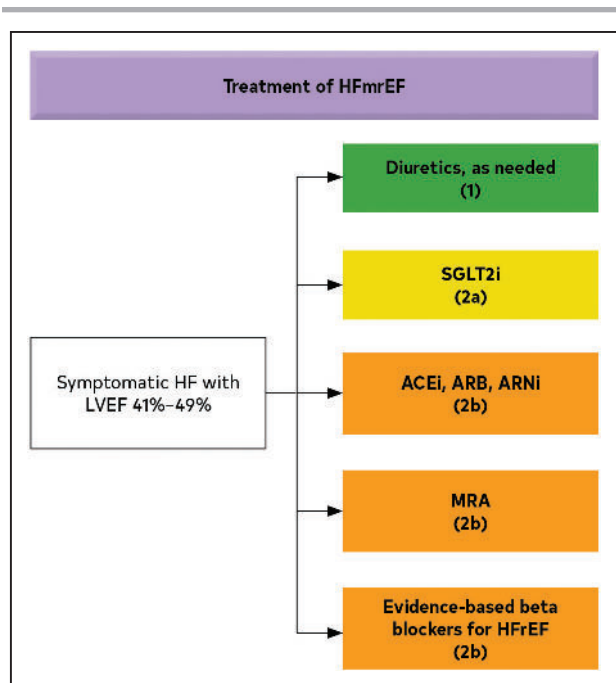 Treatment of HFmrEF
Diuretics, as needed
(1)
SGLT2i
(2a)
Symptomatic HF with
LVEF 41%–49%
ACEi, ARB, ARNi
(2b)
MRA
(2b)
Evidence-based beta
blockers for HFrEF
(2b)